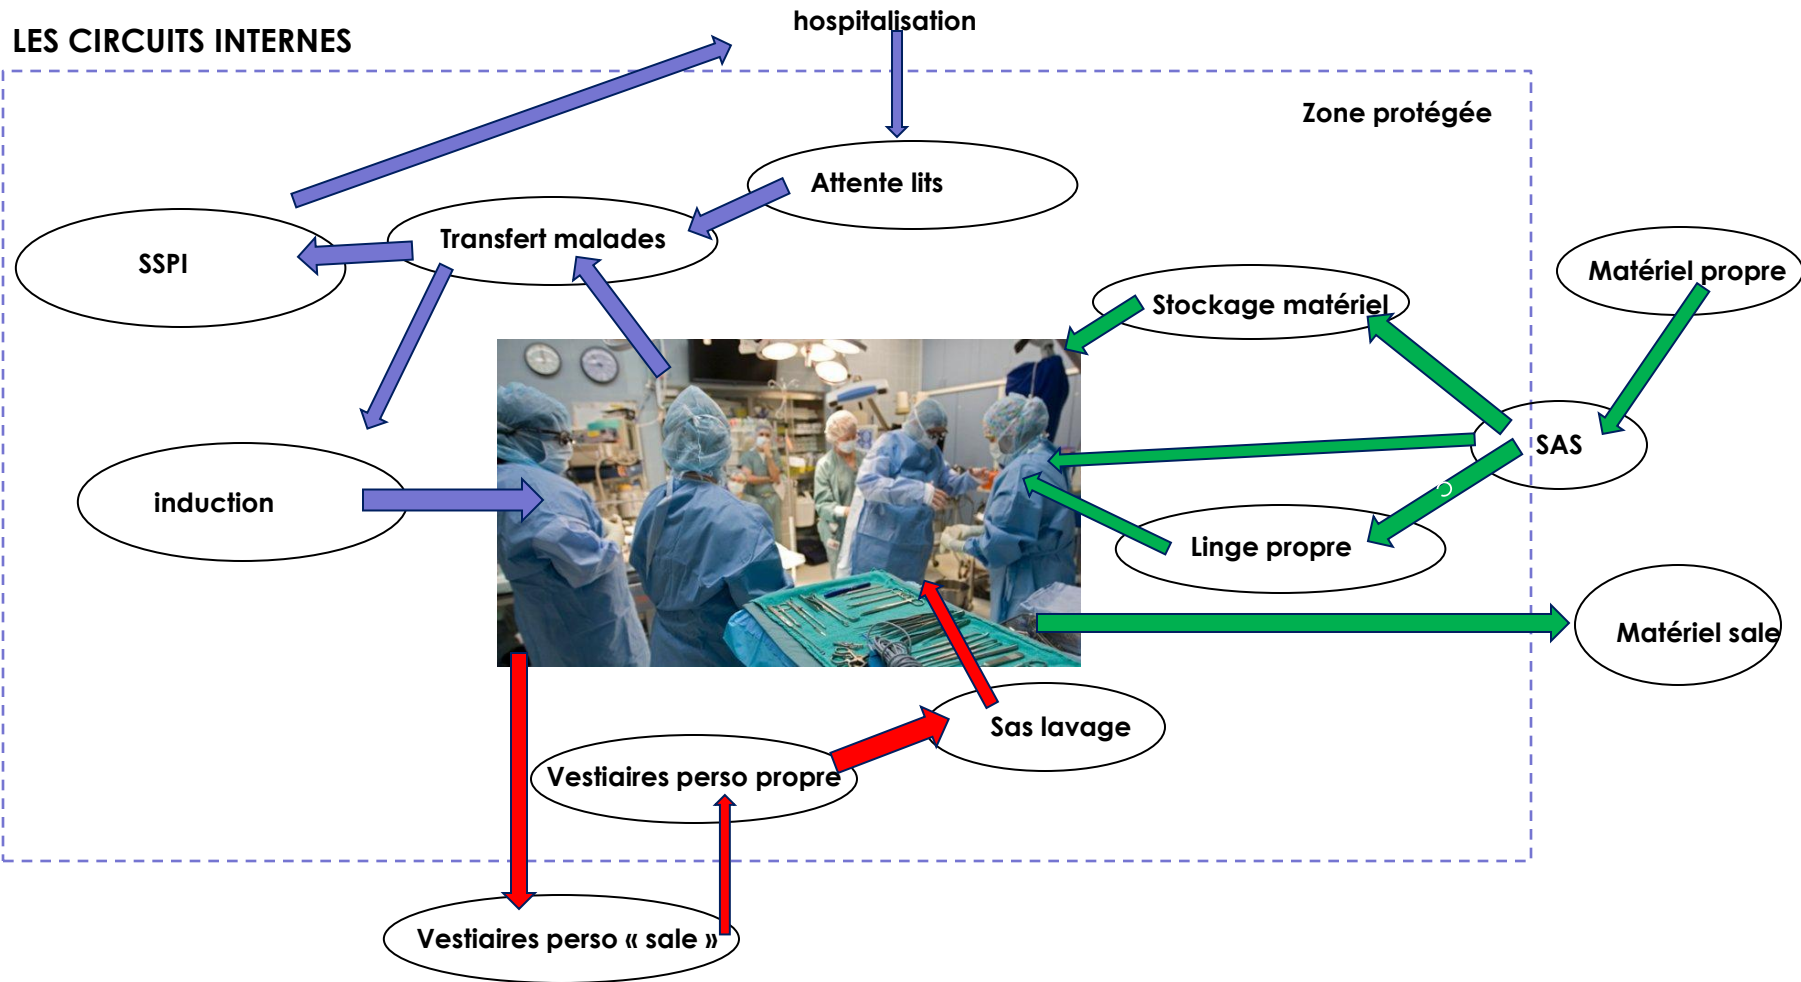 hospitalisation
LES CIRCUITS INTERNES
Zone protégée
Attente lits
Transfert malades
SSPI
Matériel propre
Stockage matériel
SAS
induction
Linge propre
Matériel sale
Sas lavage
Vestiaires perso propre
Vestiaires perso « sale »